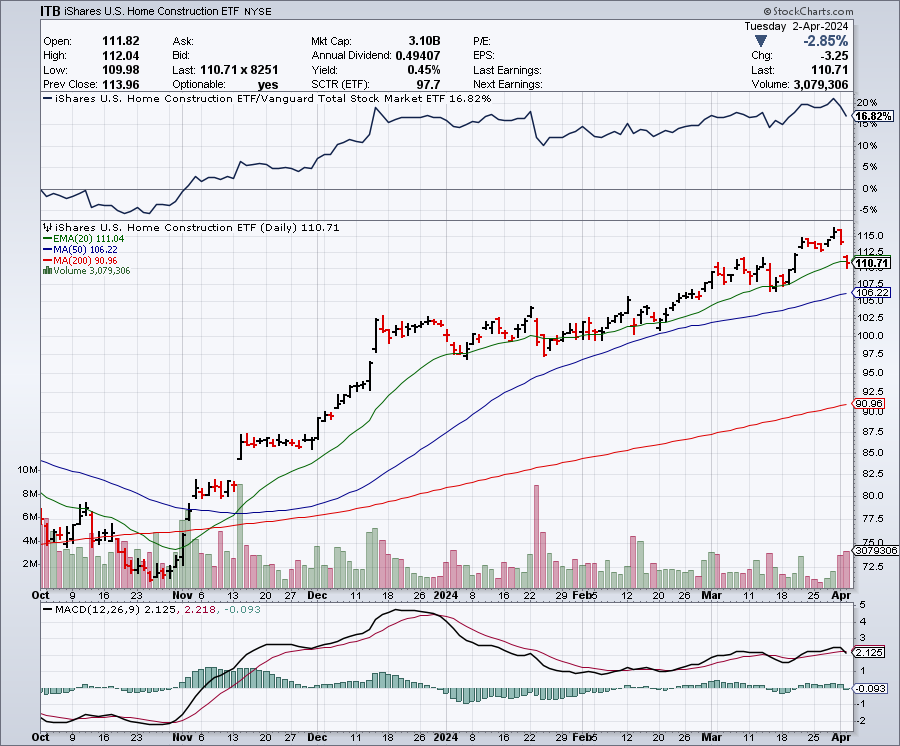 ITB iShares U.S. Home Construction ETF NYSE © StockCharts.com
Tuesday 2-Apr-2024
Open: 111.82 Ask: Mkt Cap: 3.10B P/E: ▼ -2.85%
High: 112.04 Bid: Annual Dividend: 0.49407 EPS: Chg: -3.25
Low: 109.98 Last: 110.71 x 8251 Yield: 0.45% Last Earnings: Last: 110.71
Prev Close: 113.96 Optionable: yes SCTR (ETF): 97.7 Next Earnings: Volume: 3,079,306
iShares U.S. Home Construction ETF/Vanguard Total Stock Market ETF 16.82%
20%
16.82%
15%
10%
5%
0%
-5%
iShares U.S. Home Construction ETF (Daily) 110.71
EMA(20) 111.04
MA(50) 106.22
MA(200) 90.96
Volume 3,079,306
115.0
112.5
110.71
107.5
106.22
105.0
102.5
100.0
97.5
95.0
92.5
90.96
90.0
87.5
85.0
10M 82.5
8M 80.0
6M 77.5
4M 75.0
3079306
2M 72.5
Oct 9 16 23 Nov 6 13 20 27 Dec 11 18 26 2024 8 16 22 29 Feb 5 12 20 26 Mar 11 18 25 Apr
MACD(12,26,9) 2.125, 2.218, -0.093
5
4
3
2.125
1
-0.093
-1
-2
Oct 9 16 23 Nov 6 13 20 27 Dec 11 18 26 2024 8 16 22 29 Feb 5 12 20 26 Mar 11 18 25 Apr